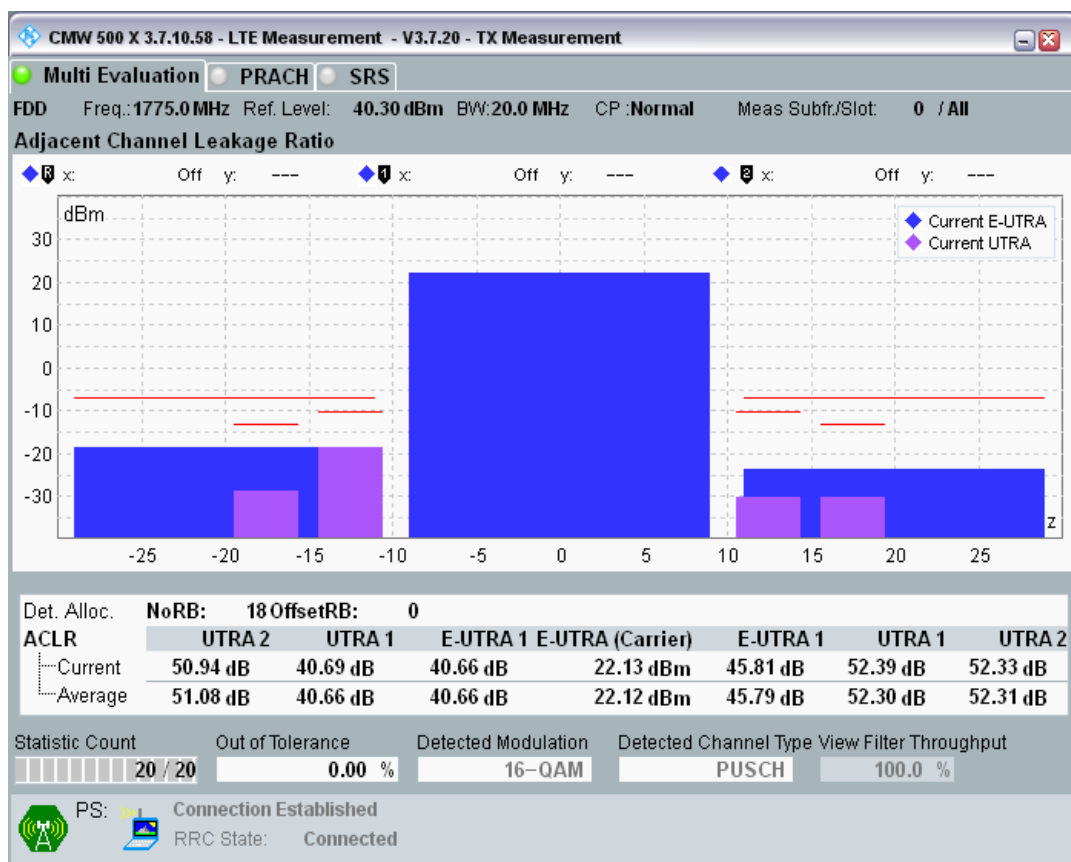 CMW 500 X 3.7.10.58 - LTE Measurement - V3.7.20 - TX Measurement
Multi Evaluation PRACH SRS
FDD Freq.: 1775.0 MHz Ref. Level: 40.30 dBm BW: 20.0 MHz CP : Normal Meas Subfr./Slot: 0 / All
Adjacent Channel Leakage Ratio
R x: Off y: --- 1 x: Off y: --- 2 x: Off y: ---
dBm
Current E-UTRA
Current UTRA
30
20
10
0
-10
-20
-30
z
-25 -20 -15 -10 -5 0 5 10 15 20 25
Det. Alloc. NoRB: 18 OffsetRB: 0
ACLR UTRA 2 UTRA 1 E-UTRA 1 E-UTRA (Carrier) E-UTRA 1 UTRA 1 UTRA 2
Current 50.94 dB 40.69 dB 40.66 dB 22.13 dBm 45.81 dB 52.39 dB 52.33 dB
Average 51.08 dB 40.66 dB 40.66 dB 22.12 dBm 45.79 dB 52.30 dB 52.31 dB
Statistic Count Out of Tolerance Detected Modulation Detected Channel Type View Filter Throughput
20 / 20 0.00 % 16-QAM PUSCH 100.0 %
PS: Connection Established
RRC State: Connected